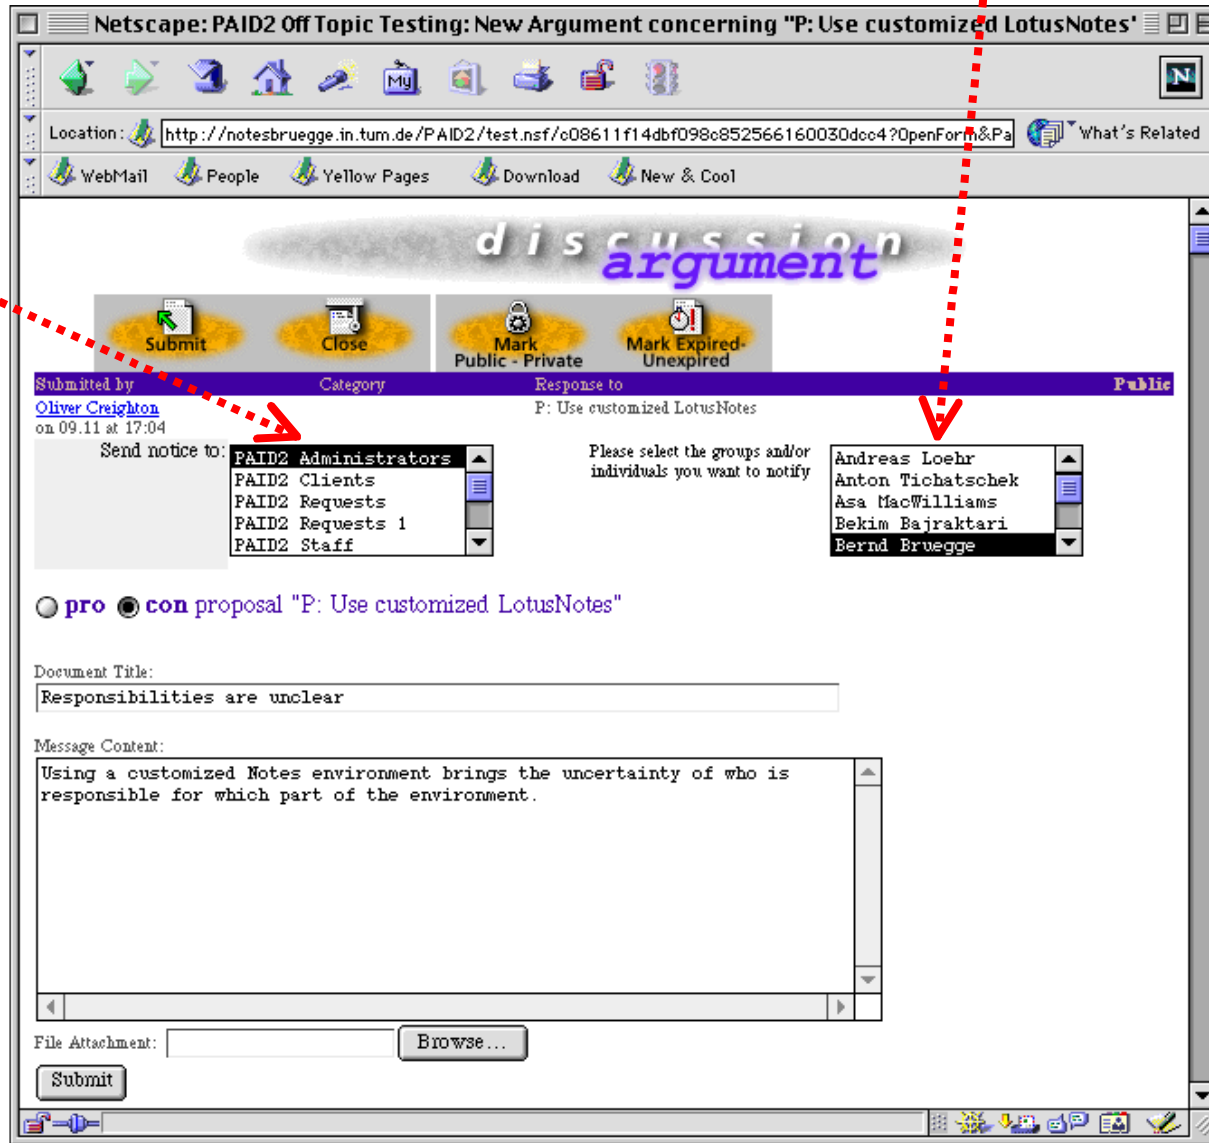 Netscape: PAID2 Off Topic Testing: New Argument concerning "P: Use customized LotusNotes"
My
N
Location: http://notesbruegge.in.tum.de/PAID2/test.nsf/c08611f14dbf098c852566160030dcc4?OpenForm&Pa What's Related
WebMail People Yellow Pages Download New & Cool
discussion
argument
Submit Close Mark Public - Private Mark Expired-Unexpired
Submitted by Category Response to Public
Oliver Creighton P: Use customized LotusNotes
on 09.11 at 17:04
Send notice to:
PAID2 Administrators
PAID2 Clients
PAID2 Requests
PAID2 Requests 1
PAID2 Staff
Please select the groups and/or
individuals you want to notify
Andreas Loehr
Anton Tichatschek
Asa MacWilliams
Bekim Bajraktari
Bernd Bruegge
pro con proposal "P: Use customized LotusNotes"
Document Title:
Responsibilities are unclear
Message Content:
Using a customized Notes environment brings the uncertainty of who is
responsible for which part of the environment.
File Attachment: Browse...
Submit